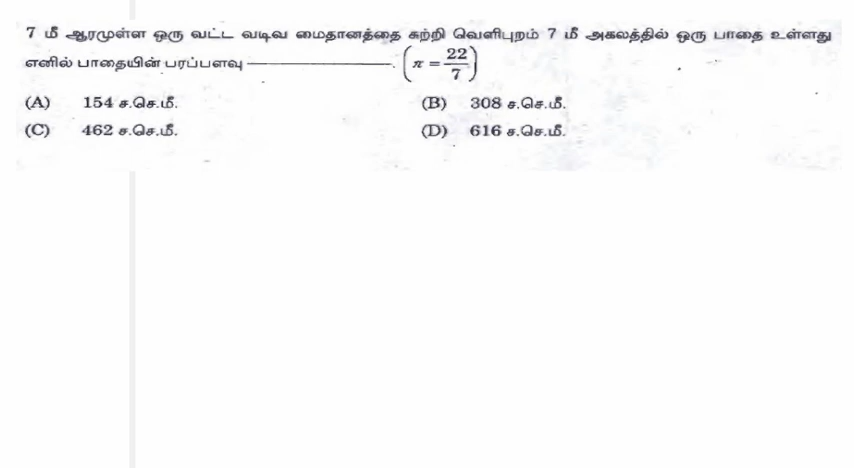 7 மீ ஆரமுள்ள ஒரு வட்ட வடிவ மைதானத்தை சுற்றி வெளிபுறம் 7 மீ அகலத்தில் ஒரு பாதை உள்ளது
எனில் பாதையின் பரப்பளவு ——————————. (π = 22/7)
(A) 154 ச.செ.மீ. (B) 308 ச.செ.மீ.
(C) 462 ச.செ.மீ. (D) 616 ச.செ.மீ.